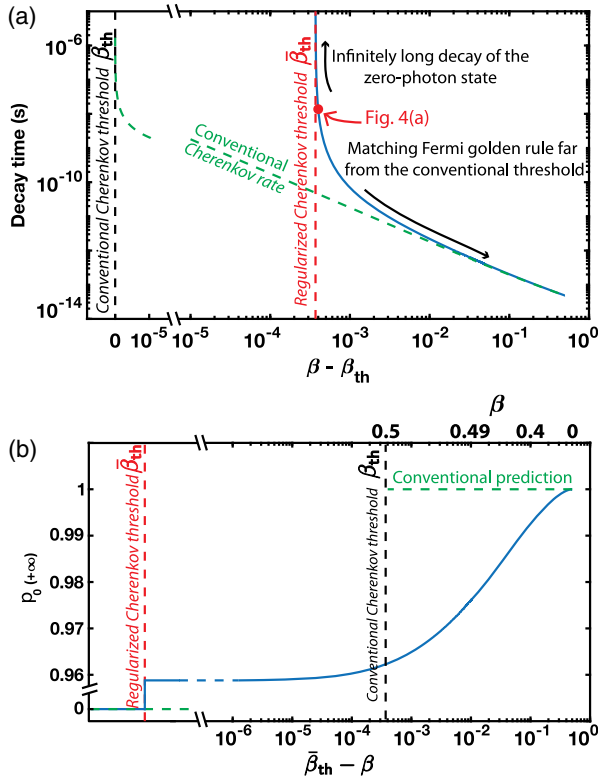 (a)
10^-6
10^-10
10^-14
Decay time (s)
Conventional Cherenkov threshold β_th
Regularized Cherenkov threshold β̄_th
Infinitely long decay of the
zero-photon state
Fig. 4(a)
Conventional
Cherenkov rate
Matching Fermi golden rule far
from the conventional threshold
0 10^-5 10^-5 10^-4 10^-3 10^-2 10^-1 10^0
β - β_th
(b)
β
0.5 0.49 0.4 0
1
0.99
0.98
0.97
0.96
0
p_0 (+∞)
Regularized Cherenkov threshold β̄_th
Conventional Cherenkov threshold β_th
Conventional prediction
10^-6 10^-5 10^-4 10^-3 10^-2 10^-1 10^0
β̄_th − β